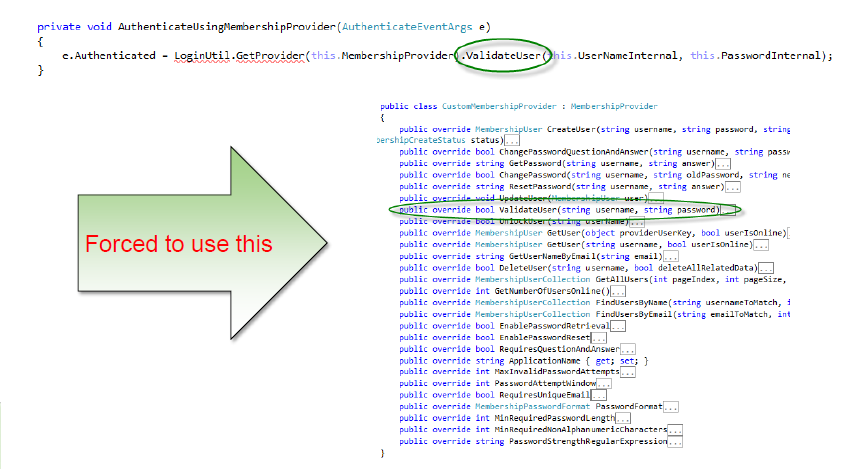 private void AuthenticateUsingMembershipProvider(AuthenticateEventArgs e)
{
e.Authenticated = LoginUtil.GetProvider(this.MembershipProvider).ValidateUser(this.UserNameInternal, this.PasswordInternal);
}
Forced to use this
public class CustomMembershipProvider : MembershipProvider
{
public override MembershipUser CreateUser(string username, string password, string
bershipCreateStatus status)...
public override bool ChangePasswordQuestionAndAnswer(string username, string passw
public override string GetPassword(string username, string answer)...
public override bool ChangePassword(string username, string oldPassword, string ne
public override string ResetPassword(string username, string answer)...
public override void UpdateUser(MembershipUser user)...
public override bool ValidateUser(string username, string password)...
public override bool UnlockUser(string userName)...
public override MembershipUser GetUser(object providerUserKey, bool userIsOnline)
public override MembershipUser GetUser(string username, bool userIsOnline)...
public override string GetUserNameByEmail(string email)...
public override bool DeleteUser(string username, bool deleteAllRelatedData)...
public override MembershipUserCollection GetAllUsers(int pageIndex, int pageSize,
public override int GetNumberOfUsersOnline()...
public override MembershipUserCollection FindUsersByName(string usernameToMatch, i
public override MembershipUserCollection FindUsersByEmail(string emailToMatch, int
public override bool EnablePasswordRetrieval...
public override bool EnablePasswordReset...
public override bool RequiresQuestionAndAnswer...
public override string ApplicationName { get; set; }
public override int MaxInvalidPasswordAttempts...
public override int PasswordAttemptWindow...
public override bool RequiresUniqueEmail...
public override MembershipPasswordFormat PasswordFormat...
public override int MinRequiredPasswordLength...
public override int MinRequiredNonAlphanumericCharacters...
public override string PasswordStrengthRegularExpression...
}